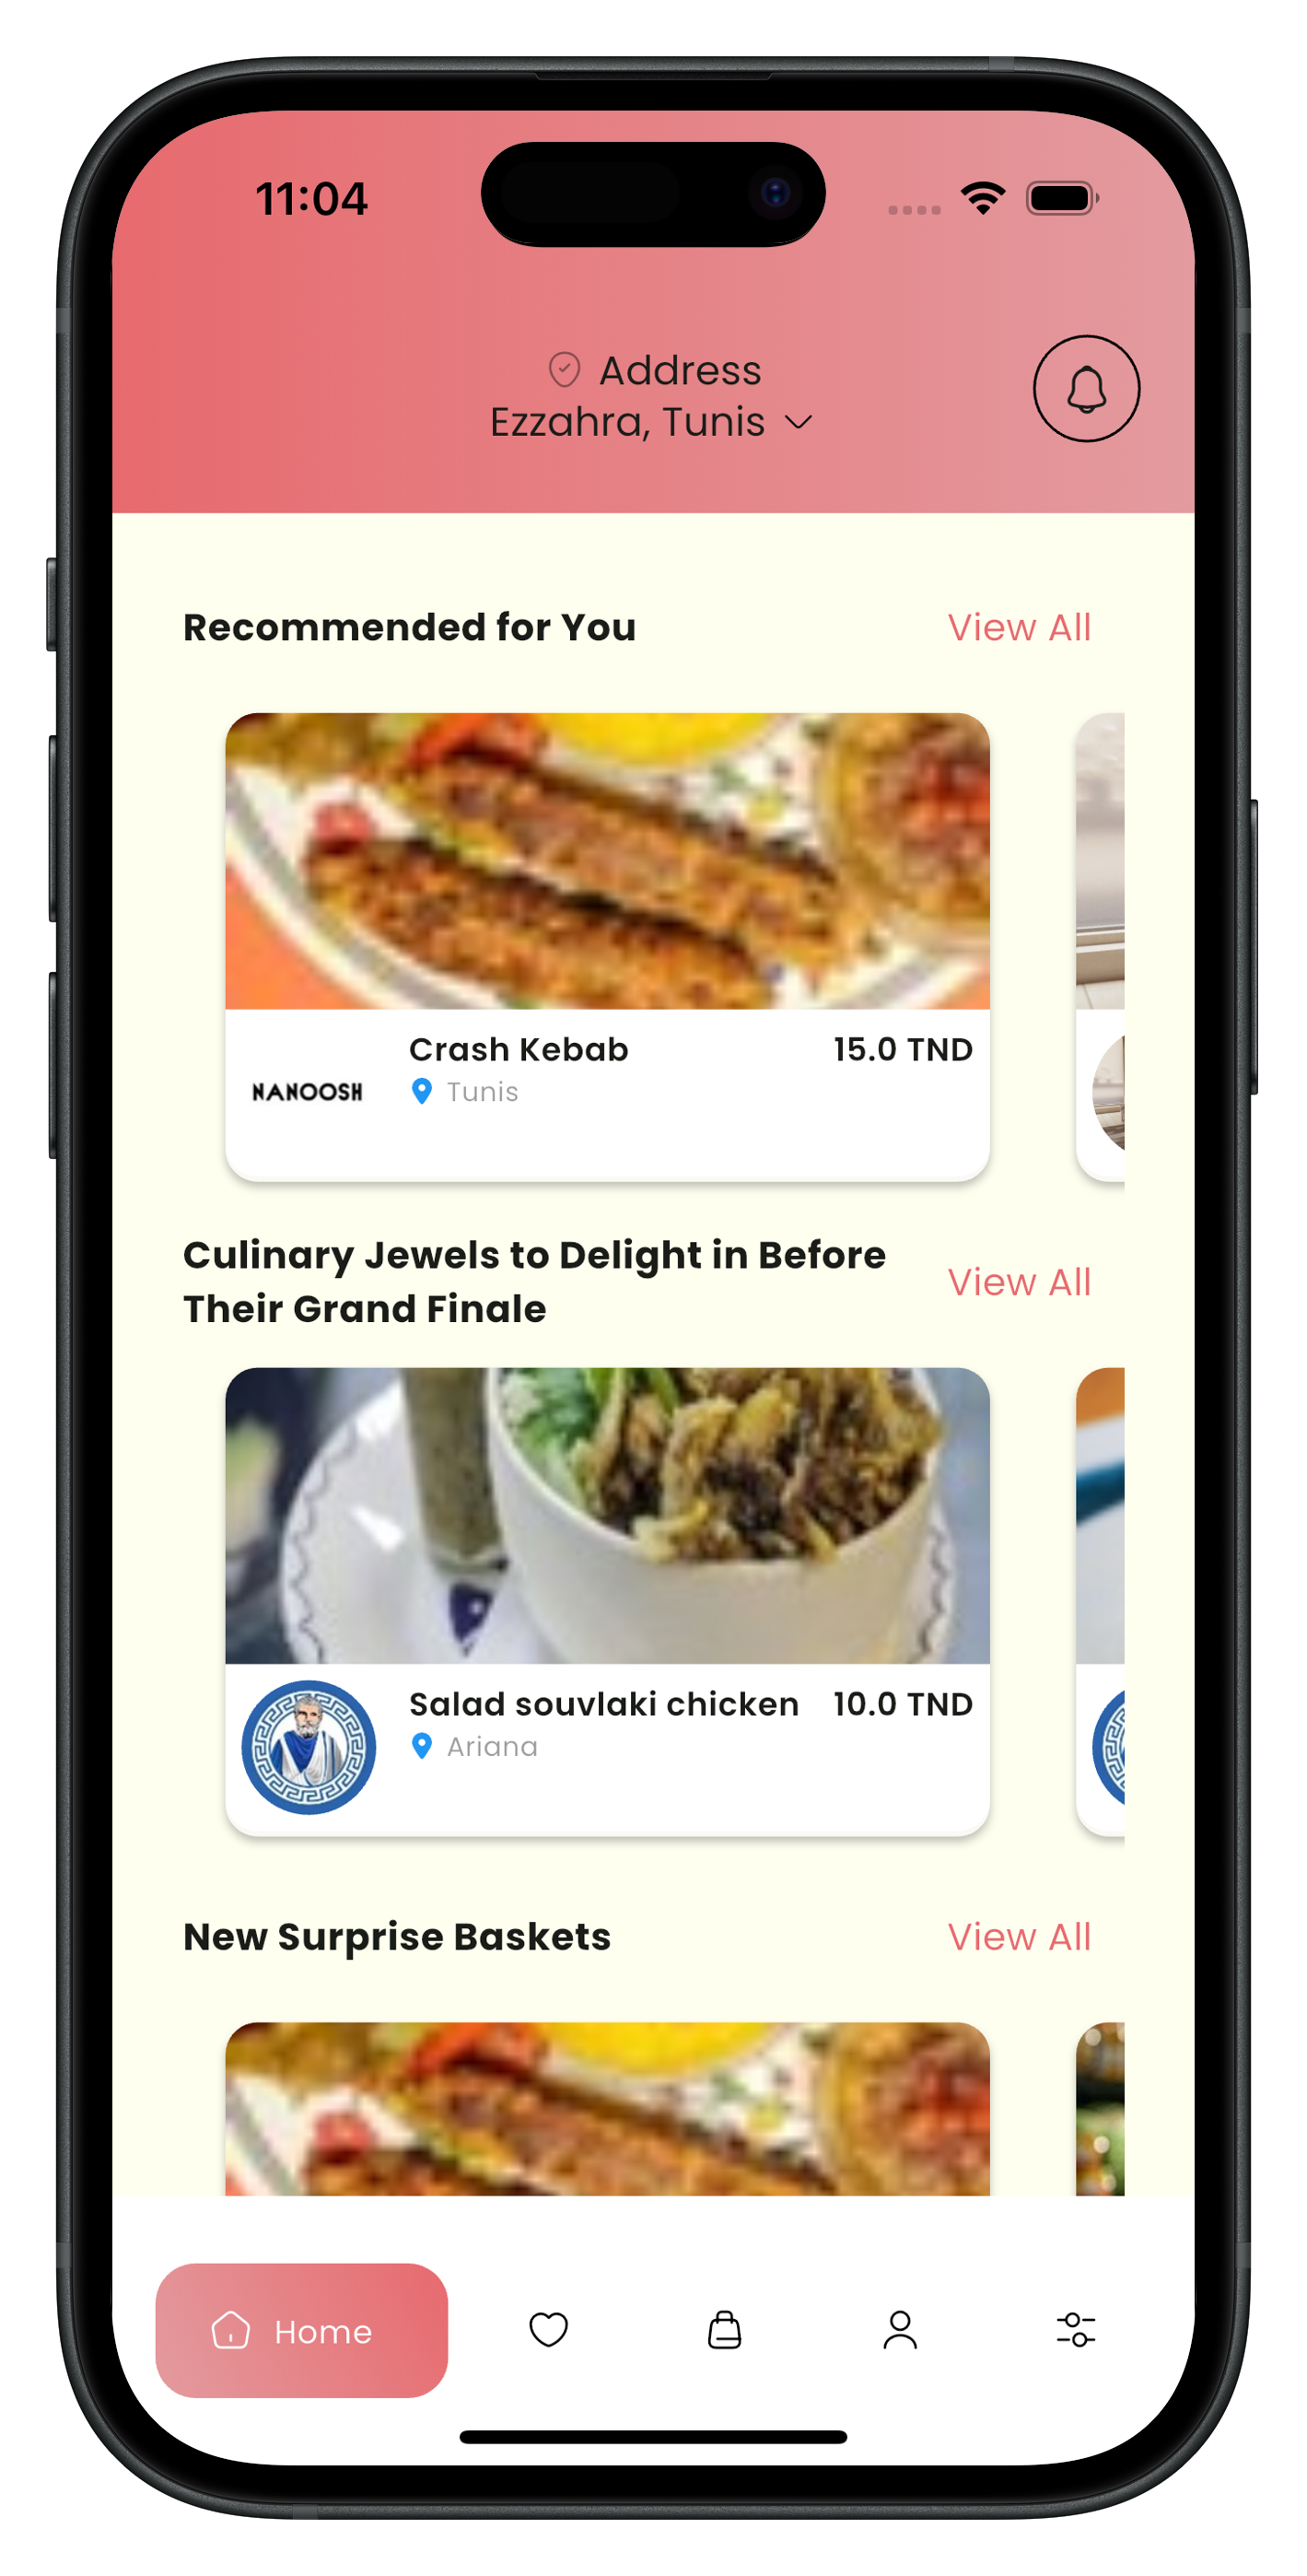 11:04
Address
Ezzahra, Tunis
Recommended for You
View All
Crash Kebab
15.0 TND
NANOOSH
Tunis
Culinary Jewels to Delight in Before
Their Grand Finale
View All
Salad souvlaki chicken
10.0 TND
Ariana
New Surprise Baskets
View All
Home